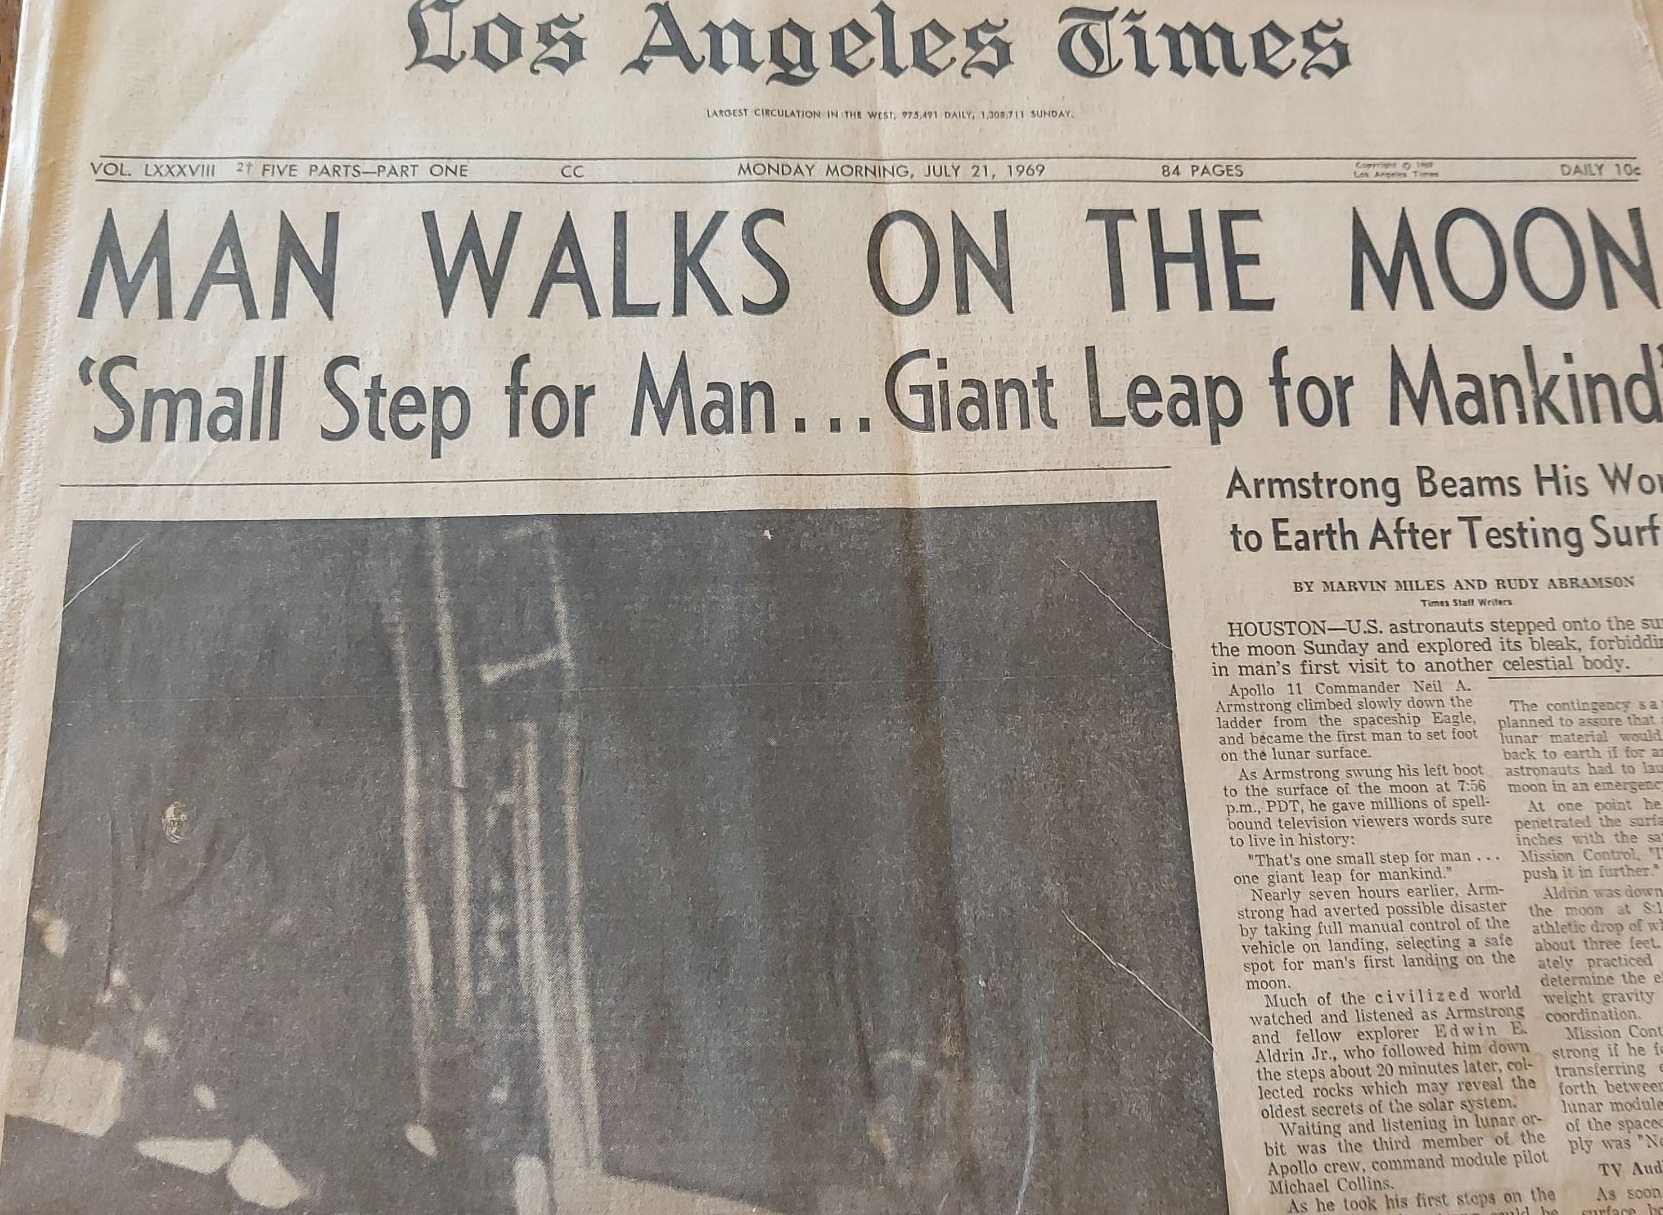 Los Angeles Times
LARGEST CIRCULATION IN THE WEST, 975,491 DAILY, 1,308,711 SUNDAY.
VOL. LXXXVIII 2† FIVE PARTS—PART ONE CC MONDAY MORNING, JULY 21, 1969 84 PAGES Copyright © 1969 Los Angeles Times DAILY 10c
MAN WALKS ON THE MOON
'Small Step for Man...Giant Leap for Mankind'
Armstrong Beams His
to Earth After Testing
BY MARVIN MILES AND RUDY ABRAMSON
Times Staff Writers
HOUSTON—U.S. astronauts stepped onto the
the moon Sunday and explored its bleak,
in man's first visit to another celestial body.
Apollo 11 Commander Neil A.
Armstrong climbed slowly down the
ladder from the spaceship Eagle,
and became the first man to set foot
on the lunar surface.
As Armstrong swung his left boot
to the surface of the moon at 7:56
p.m., PDT, he gave millions of spell-
bound television viewers words sure
to live in history:
"That's one small step for man . . .
one giant leap for mankind."
Nearly seven hours earlier, Arm-
strong had averted possible disaster
by taking full manual control of the
vehicle on landing, selecting a safe
spot for man's first landing on the
moon.
Much of the civilized world
watched and listened as Armstrong
and fellow explorer Edwin E.
Aldrin Jr., who followed him down
the steps about 20 minutes later, col-
lected rocks which may reveal the
oldest secrets of the solar system.
Waiting and listening in lunar or-
bit was the third member of the
Apollo crew, command module pilot
Michael Collins.
As he took his first steps on the
The contingency
planned to assure that
lunar material would
back to earth if for
astronauts had to
moon in an
At one point he
penetrated the
inches with the
Mission Control,
push it in further."
Aldrin was down
the moon at
athletic drop of
about three feet.
ately practiced
determine the
weight gravity
coordination.
Mission
strong if he
transferring
forth between
lunar module
of the
ply was
TV
As soon